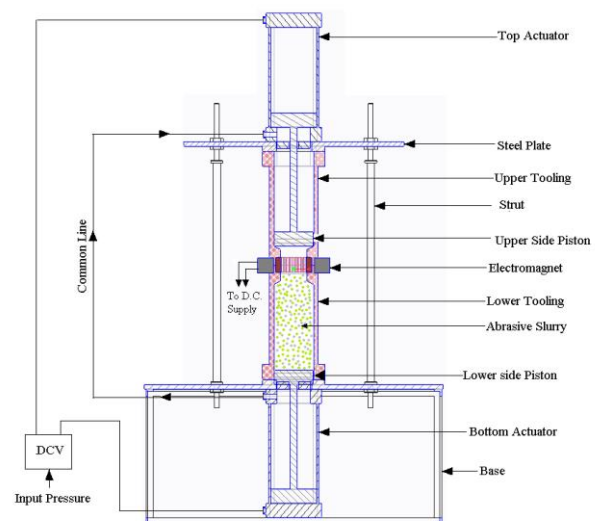 Top Actuator
Steel Plate
Upper Tooling
Strut
Upper Side Piston
Electromagnet
Common Line
To D.C.
Supply
Lower Tooling
Abrasive Slurry
Lower side Piston
Bottom Actuator
DCV
Base
Input Pressure